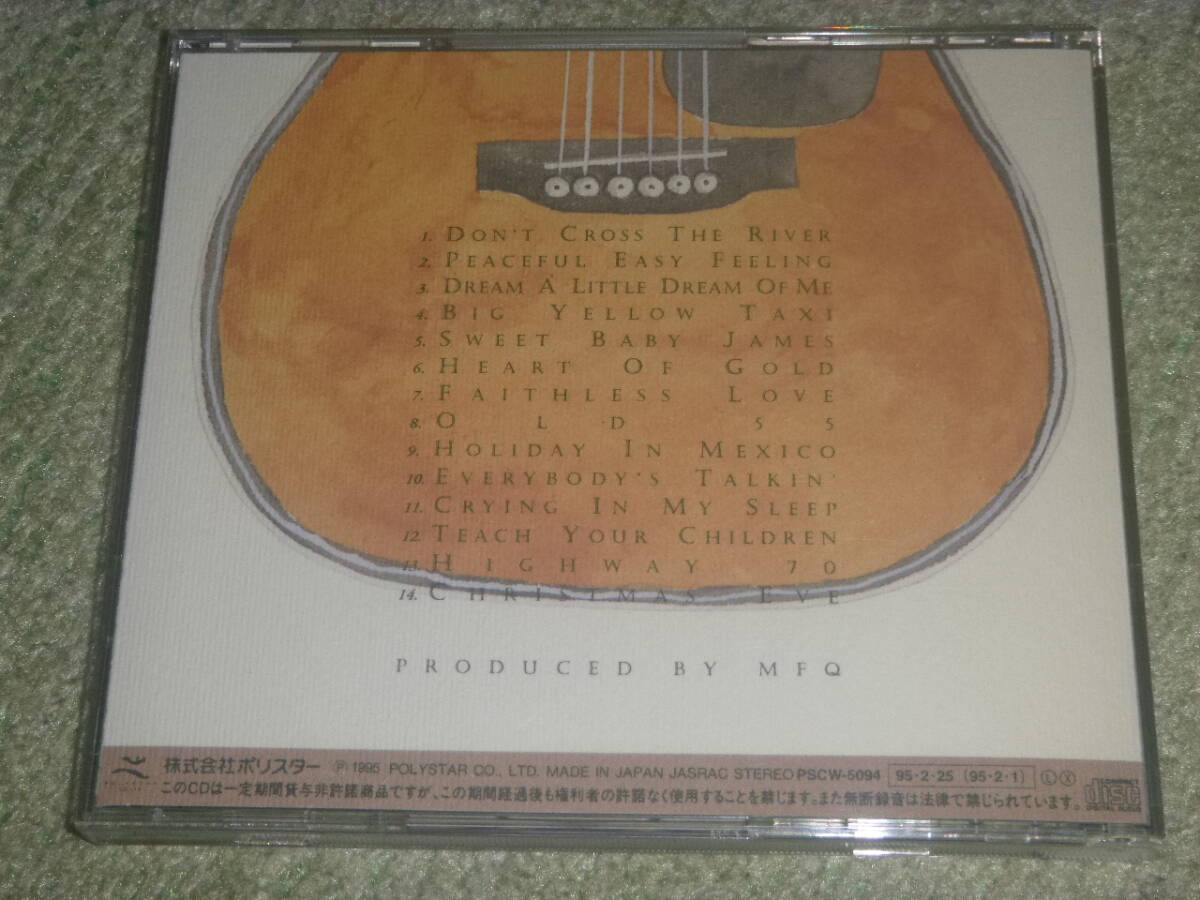 1. DON'T CROSS THE RIVER
2. PEACEFUL EASY FEELING
3. DREAM A LITTLE DREAM OF ME
4. BIG YELLOW TAXI
5. SWEET BABY JAMES
6. HEART OF GOLD
7. FAITHLESS LOVE
8. OLD 55
9. HOLIDAY IN MEXICO
10. EVERYBODY'S TALKIN'
11. CRYING IN MY SLEEP
12. TEACH YOUR CHILDREN
13. HIGHWAY 70
14. CHRISTMAS EVE
PRODUCED BY MFQ
株式会社ポリスター Ⓟ 1995 POLYSTAR CO., LTD. MADE IN JAPAN JASRAC STEREO PSCW-5094 95・2・25 (95・2・1) Ⓛ Ⓧ
このCDは一定期間貸与非許諾商品ですが、この期間経過後も権利者の許諾なく使用することを禁じます。また無断録音は法律で禁じられています。 disc